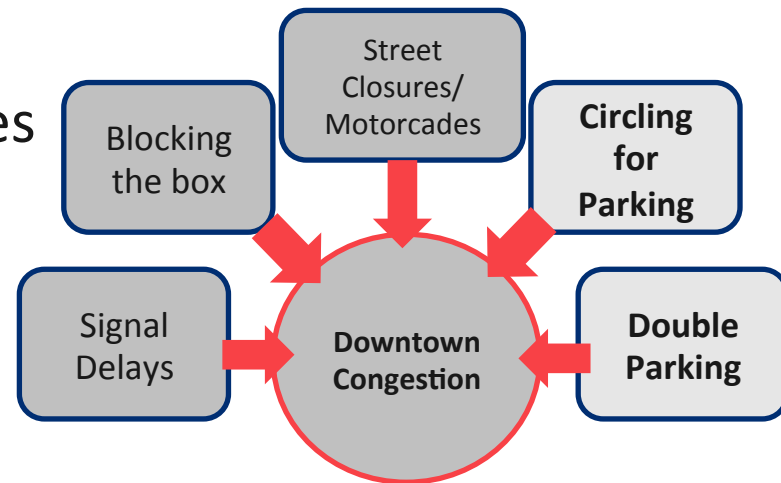 Street
Closures/
Motorcades
es
Blocking
the box
Circling
for
Parking
Signal
Delays
Downtown
Congestion
Double
Parking